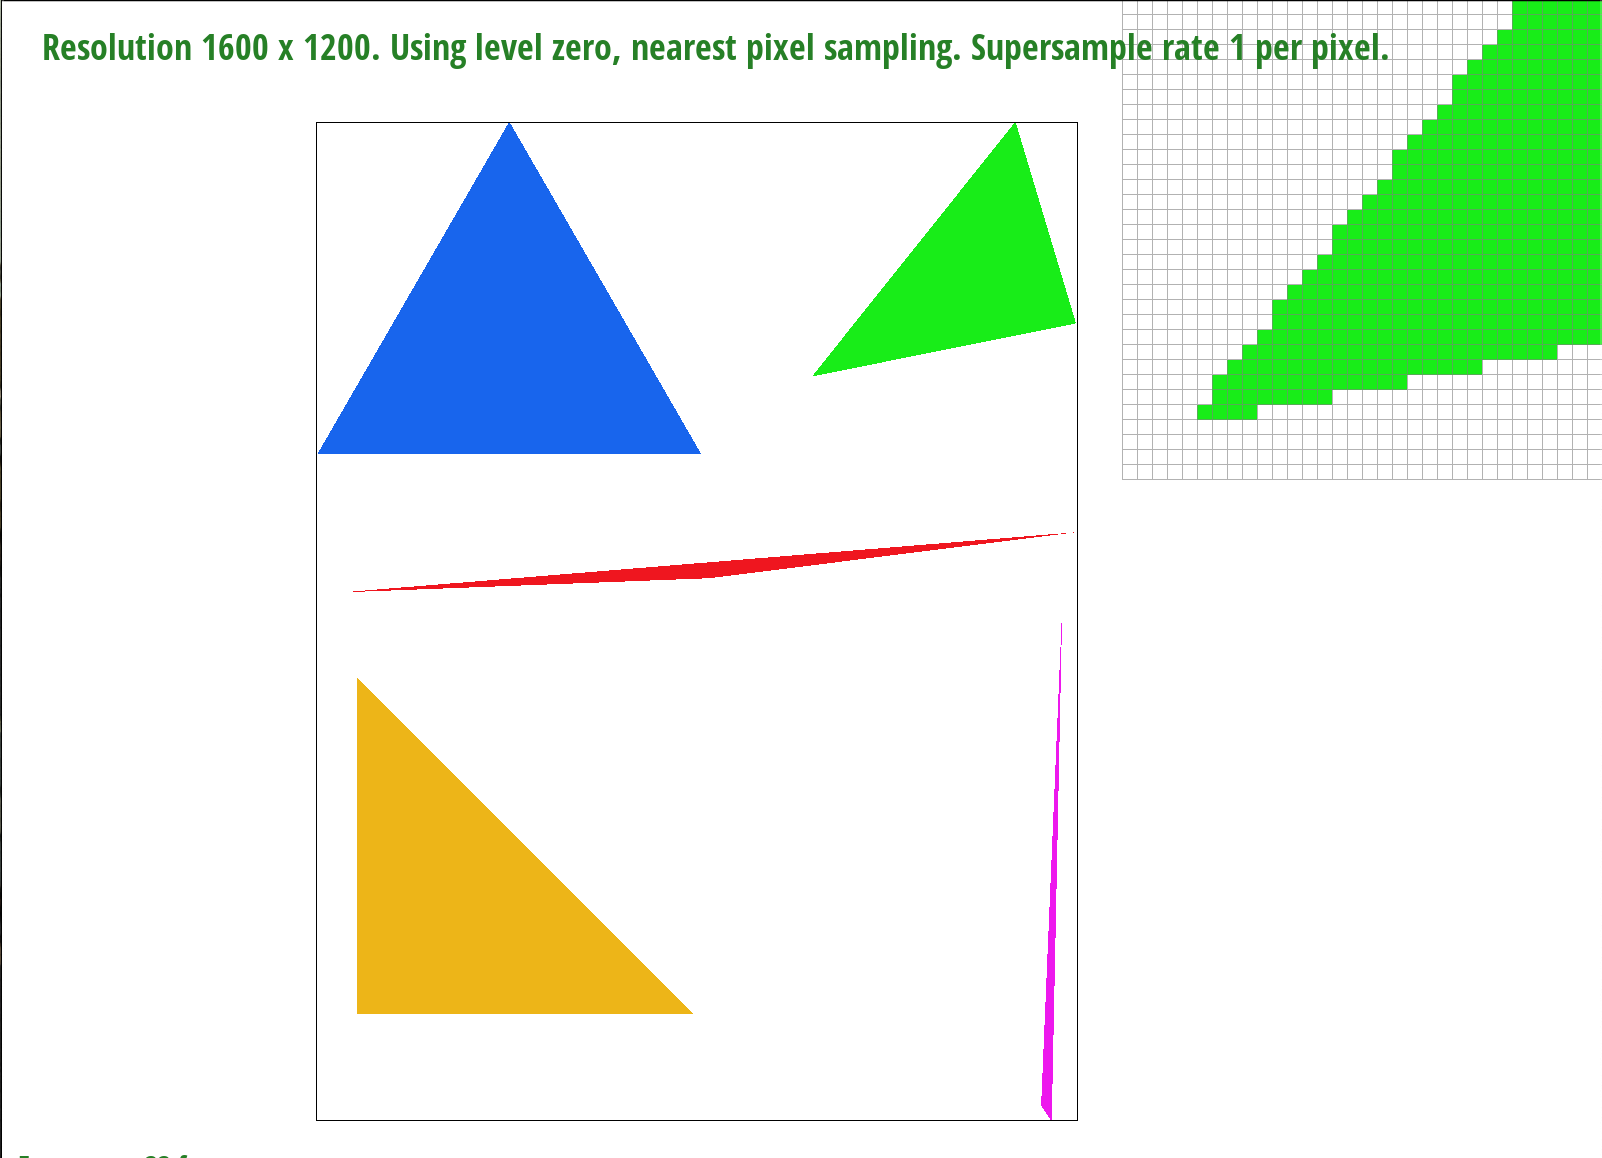 Resolution 1600 x 1200. Using level zero, nearest pixel sampling. Supersample rate 1 per pixel.